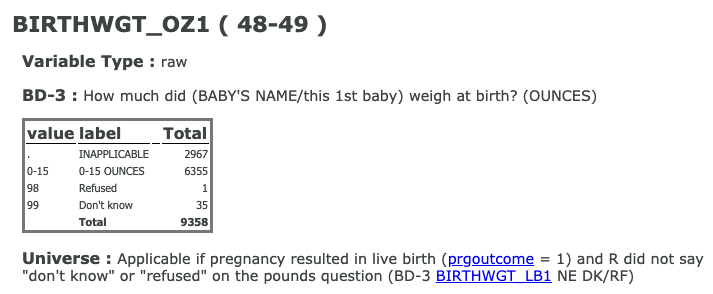 BIRTHWGT_OZ1 ( 48-49 )
Variable Type : raw
BD-3 : How much did (BABY'S NAME/this 1st baby) weigh at birth? (OUNCES)
value label Total
. INAPPLICABLE 2967
0-15 0-15 OUNCES 6355
98 Refused 1
99 Don't know 35
Total 9358
Universe : Applicable if pregnancy resulted in live birth (prgoutcome = 1) and R did not say
"don't know" or "refused" on the pounds question (BD-3 BIRTHWGT_LB1 NE DK/RF)